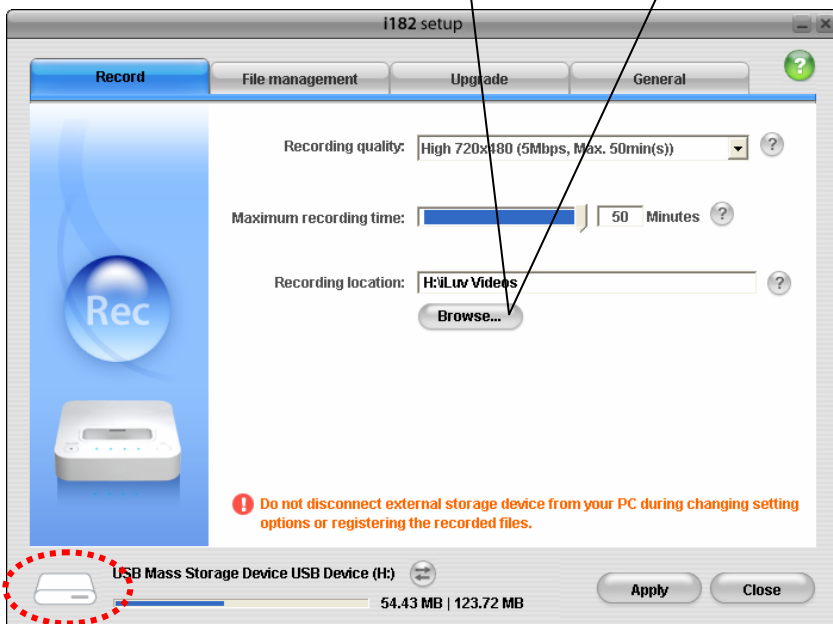 i182 setup
Record
File management
Upgrade
General
?
Recording quality:
High 720x480 (5Mbps, Max. 50min(s))
?
Maximum recording time:
50
Minutes
?
Recording location:
H:\iLuv Videos
?
Browse...
Rec
! Do not disconnect external storage device from your PC during changing setting
options or registering the recorded files.
USB Mass Storage Device USB Device (H:)
54.43 MB | 123.72 MB
Apply
Close